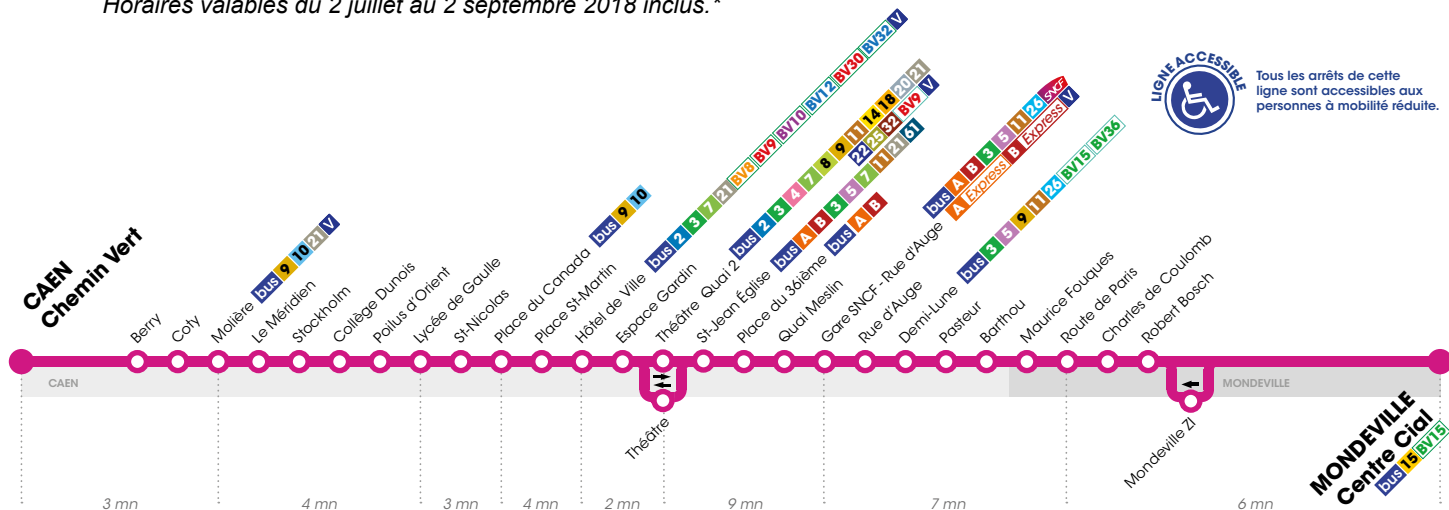 Horaires valables du 2 juillet au 2 septembre 2018 inclus.*
LIGNE ACCESSIBLE
Tous les arrêts de cette
ligne sont accessibles aux
personnes à mobilité réduite.
CAEN
Chemin Vert
Berry
Coty
Molière bus 9 10 21 V
Le Méridien
Stockholm
Collège Dunois
Poilus d'Orient
Lycée de Gaulle
St-Nicolas
Place du Canada bus 9 10
Place St-Martin
Hôtel de Ville bus 2 3 7 21 BV8 BV9 BV10 BV12 BV30 BV32 V
Espace Gardin
Théâtre Quai 2 bus 2 3 4 7 8 9 11 14 18 20 21
22 25 32 BV9 V
St-Jean Église bus A B 3 5 7 11 21 61
Place du 36ième bus A B
Quai Meslin
Gare SNCF - Rue d'Auge bus A B 3 5 11 26 SNCF
A Express B Express V
Rue d'Auge
Demi-Lune bus 3 5 9 11 26 BV15 BV36
Pasteur
Barthou
Maurice Fouques
Route de Paris
Charles de Coulomb
Robert Bosch
CAEN
MONDEVILLE
Théâtre
Mondeville ZI
MONDEVILLE
Centre Cial
bus 15 BV15
3 mn
4 mn
3 mn
4 mn
2 mn
9 mn
7 mn
6 mn